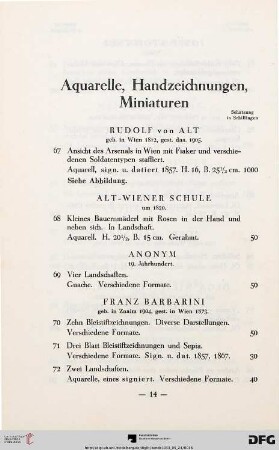 Aquarelle, Handzeichnungen,
Miniaturen
Schätzung
in Schillingen
RUDOLF von ALT
geb. in Wien 1812, gest. das. 1905.
67 Ansicht des Arsenals in Wien mit Fiaker und verschie-
denen Soldatentypen staffiert.
Aquarell, sign. u. datiert 1857. H. 16, B. 25½ cm. 1000
Siehe Abbildung.
ALT-WIENER SCHULE
um 1820.
68 Kleines Bauernmäderl mit Rosen in der Hand und
neben sich. In Landschaft.
Aquarell. H. 20½, B. 15 cm. Gerahmt. 50
ANONYM
19. Jahrhundert.
69 Vier Landschaften.
Gouache. Verschiedene Formate. 50
FRANZ BARBARINI
geb. in Znaim 1804, gest. in Wien 1873.
70 Zehn Bleistiftzeichnungen. Diverse Darstellungen.
Verschiedene Formate. 50
71 Drei Blatt Bleistiftzeichnungen und Sepia.
Verschiedene Formate. Sign. u. dat. 1857, 1867. 30
72 Zwei Landschaften.
Aquarelle, eines signiert. Verschiedene Formate. 40
— 14 —
UNIVERSITÄTS-
BIBLIOTHEK
HEIDELBERG
DFG